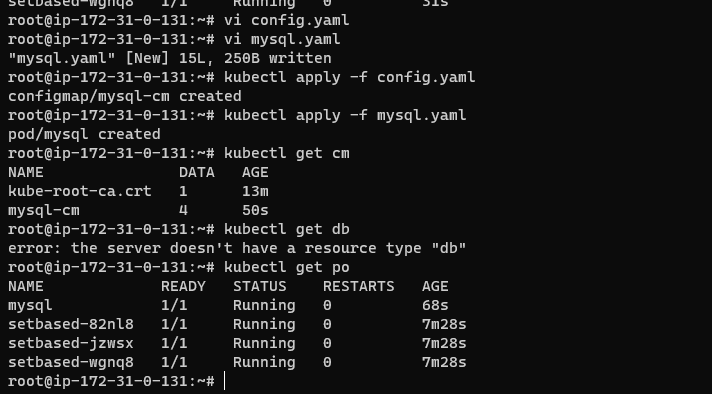 setbased-wgnq8   1/1     Running   0          31s
root@ip-172-31-0-131:~# vi config.yaml
root@ip-172-31-0-131:~# vi mysql.yaml
"mysql.yaml" [New] 15L, 250B written
root@ip-172-31-0-131:~# kubectl apply -f config.yaml
configmap/mysql-cm created
root@ip-172-31-0-131:~# kubectl apply -f mysql.yaml
pod/mysql created
root@ip-172-31-0-131:~# kubectl get cm
NAME               DATA   AGE
kube-root-ca.crt   1      13m
mysql-cm           4      50s
root@ip-172-31-0-131:~# kubectl get db
error: the server doesn't have a resource type "db"
root@ip-172-31-0-131:~# kubectl get po
NAME             READY   STATUS    RESTARTS   AGE
mysql            1/1     Running   0          68s
setbased-82nl8   1/1     Running   0          7m28s
setbased-jzwsx   1/1     Running   0          7m28s
setbased-wgnq8   1/1     Running   0          7m28s
root@ip-172-31-0-131:~#